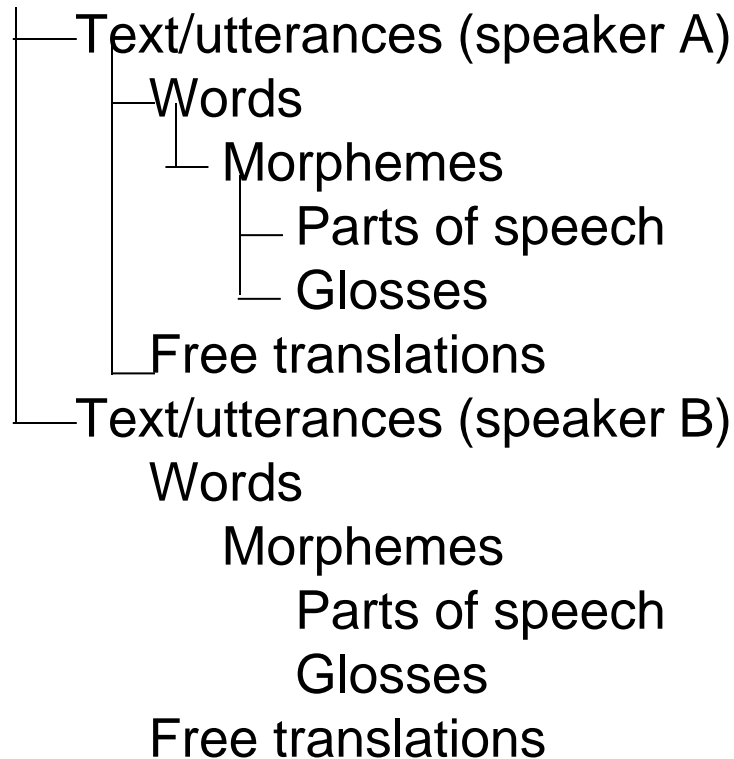 Text/utterances (speaker A)
Words
Morphemes
Parts of speech
Glosses
Free translations
Text/utterances (speaker B)
Words
Morphemes
Parts of speech
Glosses
Free translations